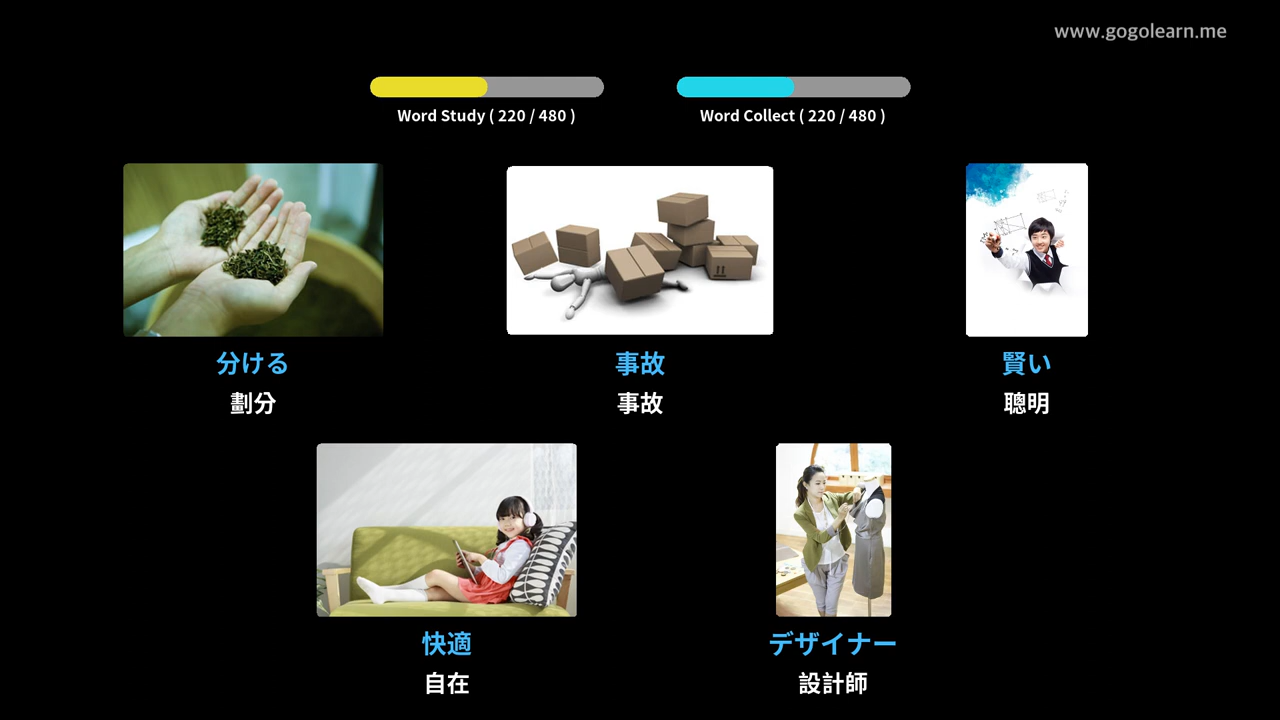 www.gogolearn.me
Word Study ( 220 / 480 )
Word Collect ( 220 / 480 )
分ける
劃分
事故
事故
賢い
聰明
快適
自在
デザイナー
設計師